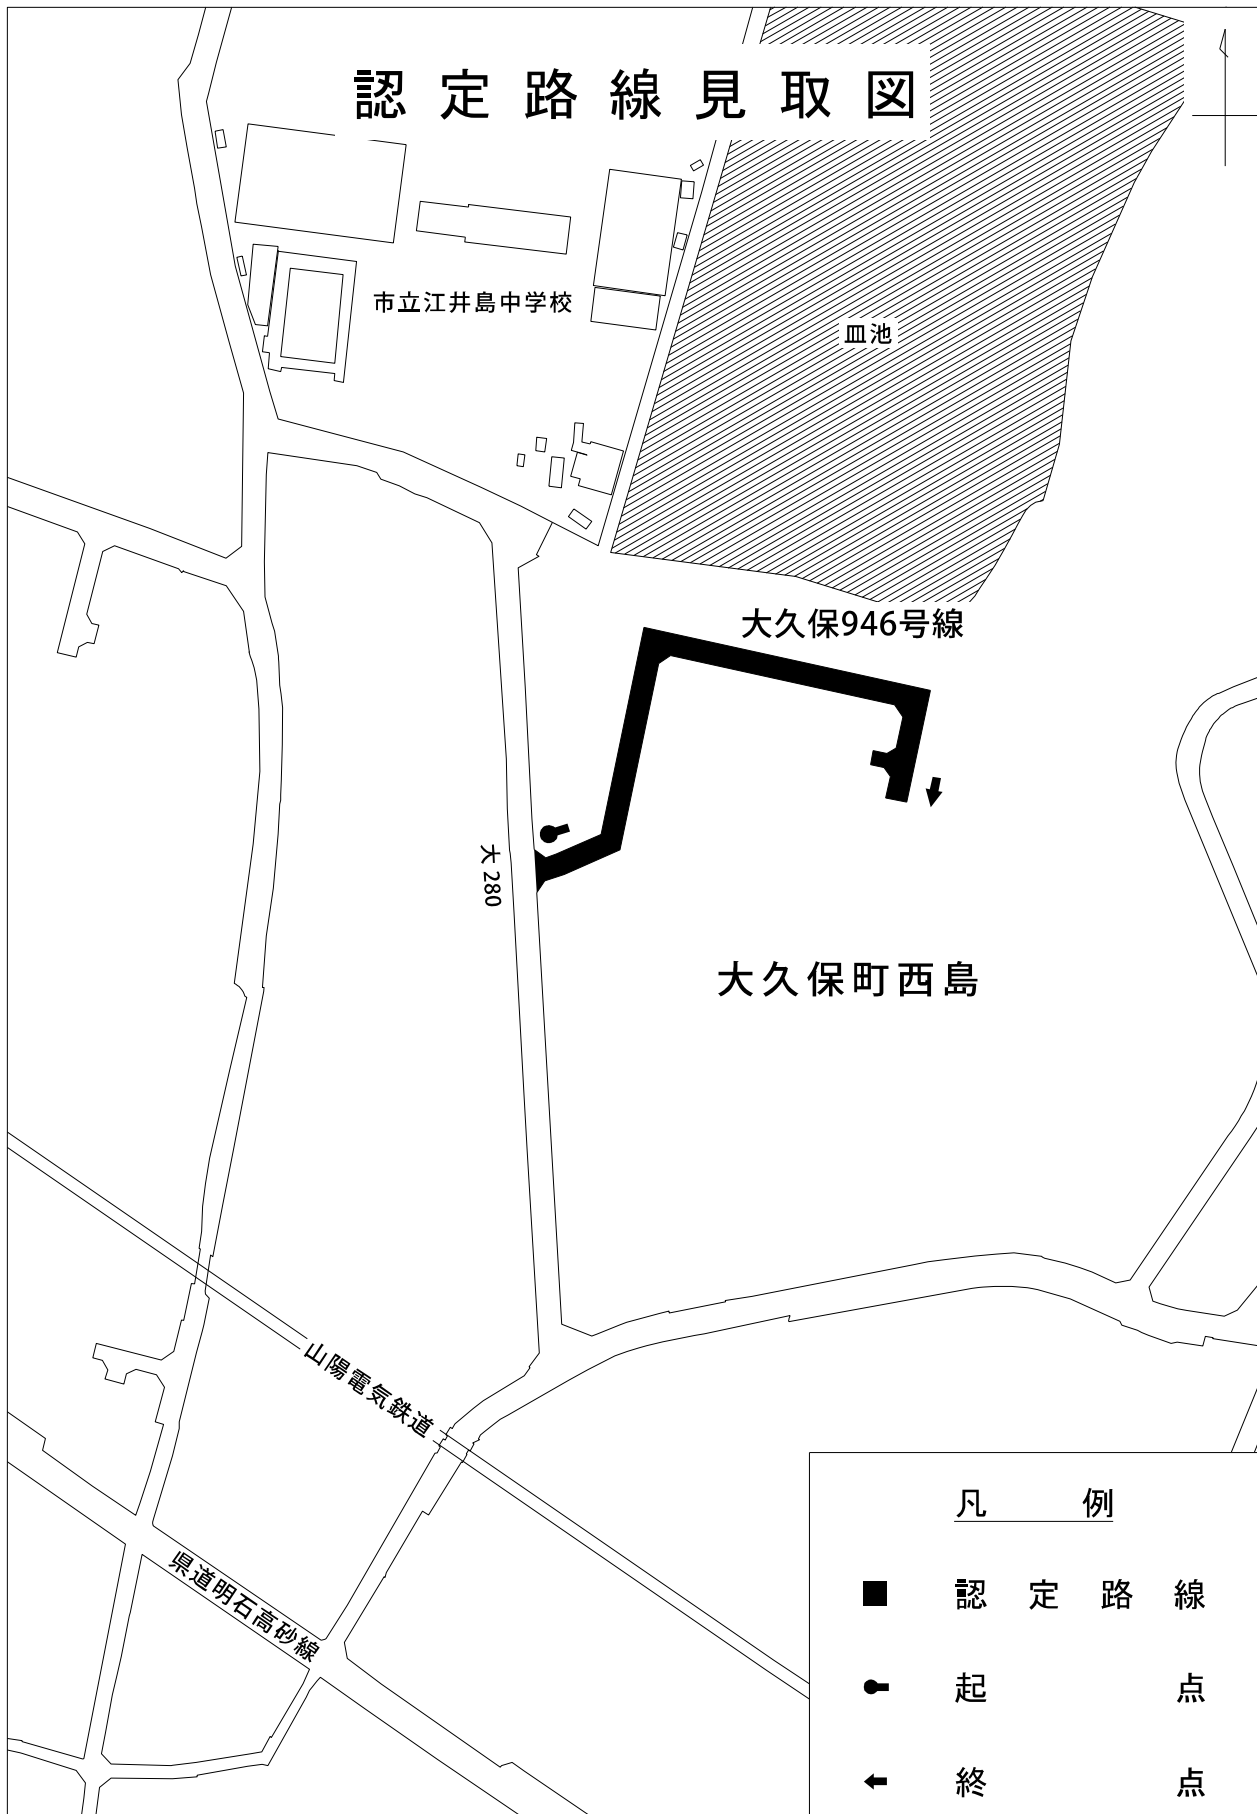 認定路線見取図
市立江井島中学校
皿池
大久保946号線
大 280
大久保町西島
山陽電気鉄道
県道明石高砂線
凡例
認定路線
起点
終点